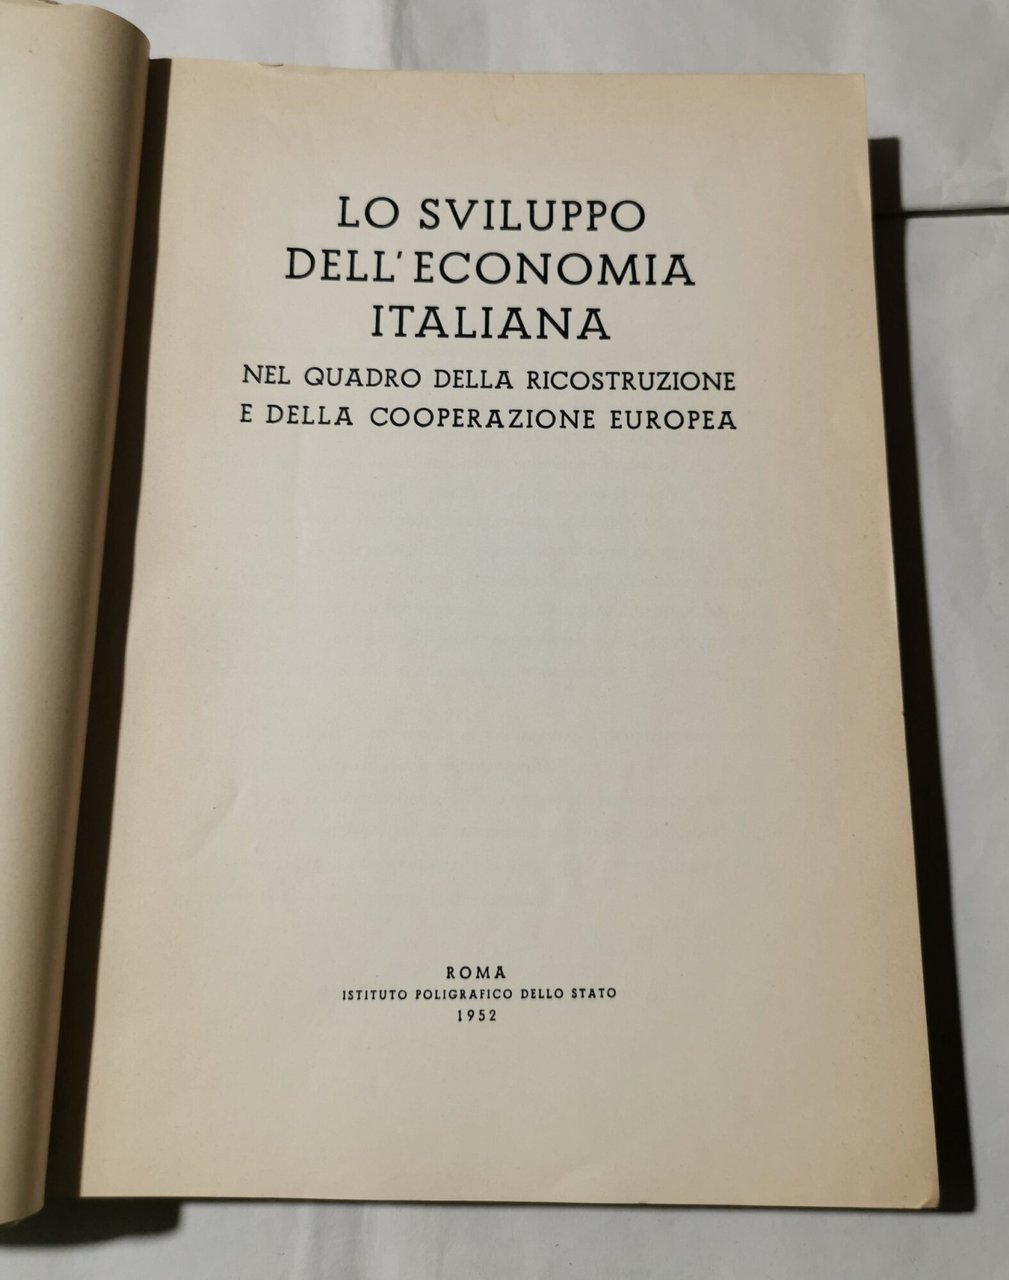 LO SVILUPPO
DELL'ECONOMIA
ITALIANA
NEL QUADRO DELLA RICOSTRUZIONE
E DELLA COOPERAZIONE EUROPEA
ROMA
ISTITUTO POLIGRAFICO DELLO STATO
1952